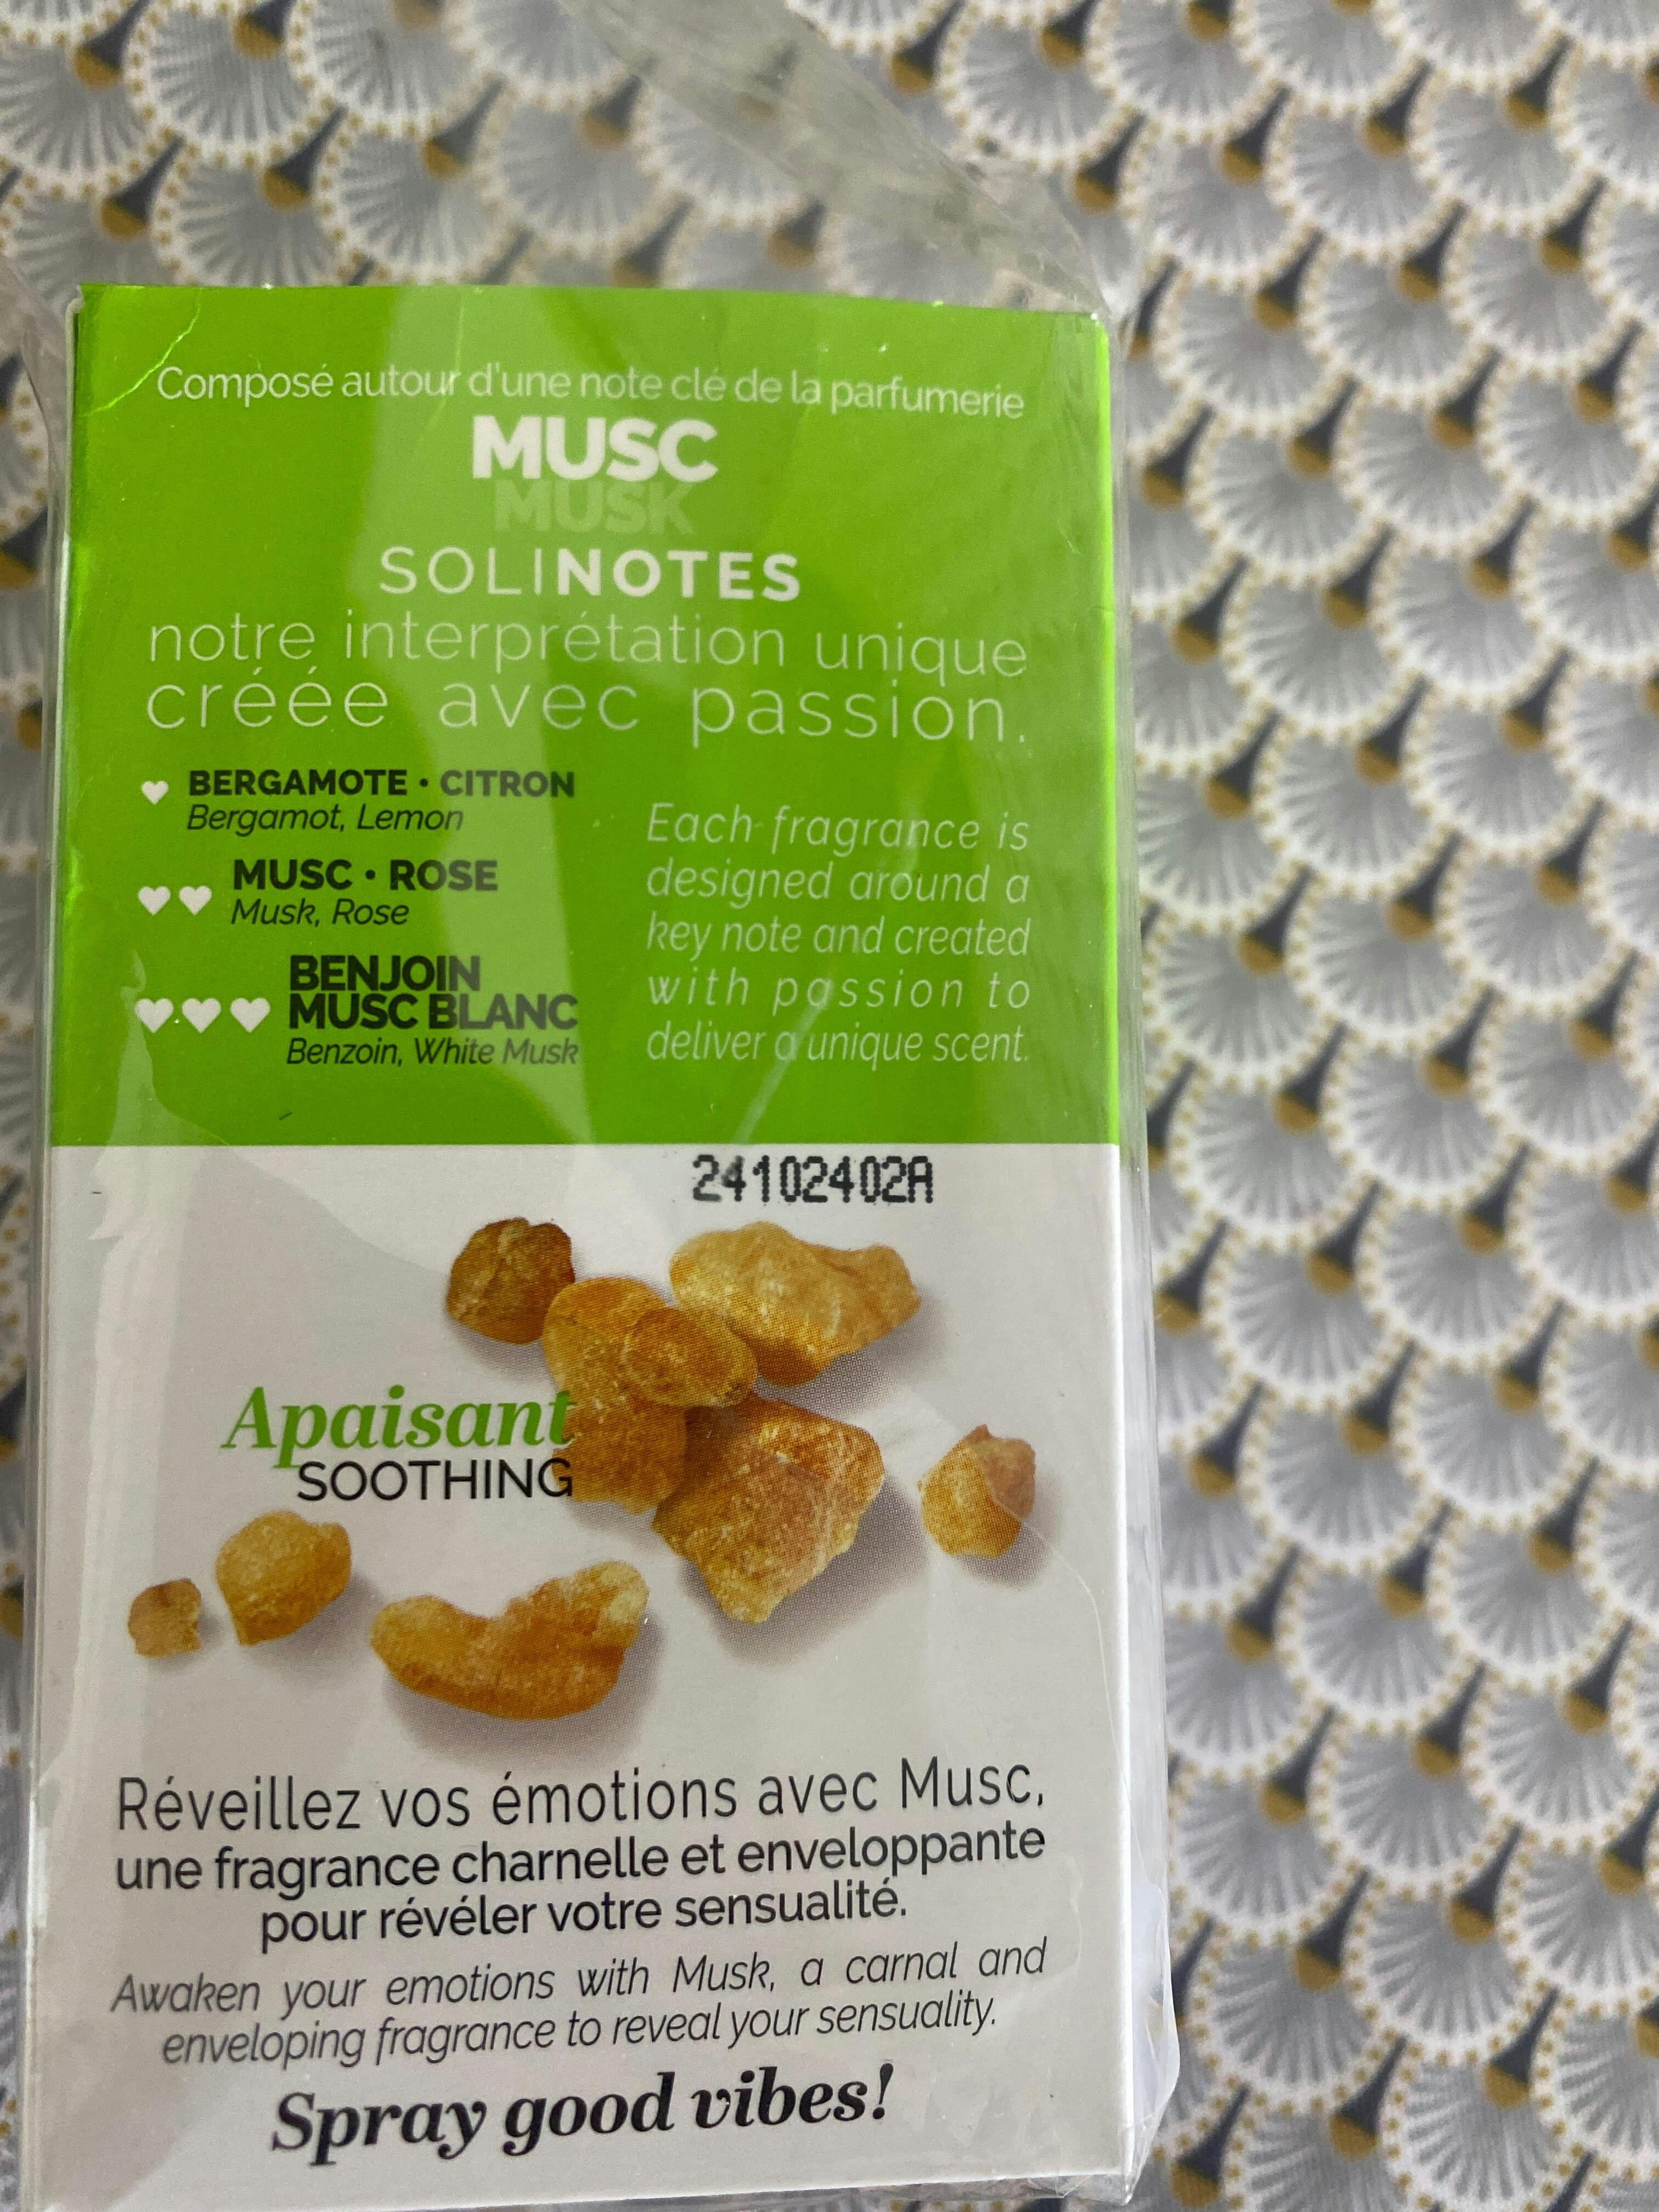 Composé autour d'une note clé de la parfumerie
MUSC
MUSK
SOLINOTES
notre interprétation unique
créée avec passion.
BERGAMOTE • CITRON
Bergamot, Lemon
MUSC • ROSE
Musk, Rose
BENJOIN
MUSC BLANC
Benzoin, White Musk
Each fragrance is
designed around a
key note and created
with passion to
deliver a unique scent.
24102402A
Apaisant
SOOTHING
Réveillez vos émotions avec Musc,
une fragrance charnelle et enveloppante
pour révéler votre sensualité.
Awaken your emotions with Musk, a carnal and
enveloping fragrance to reveal your sensuality.
Spray good vibes!